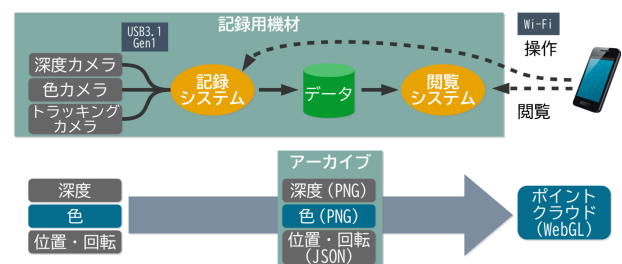 記録用機材
USB3.1
Gen1
Wi-Fi
操作
深度カメラ
色カメラ
トラッキング
カメラ
記録
システム
データ
閲覧
システム
閲覧
アーカイブ
深度
色
位置・回転
深度(PNG)
色(PNG)
位置・回転
(JSON)
ポイント
クラウド
(WebGL)